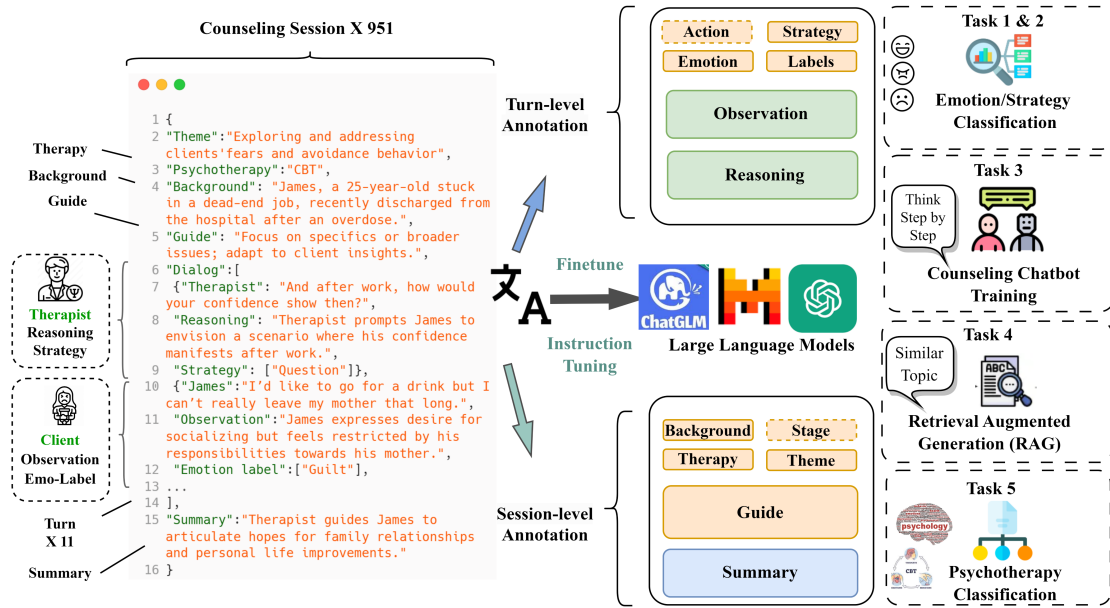 Counseling Session X 951
1 {
2 "Theme":"Exploring and addressing
clients'fears and avoidance behavior",
3 "Psychotherapy":"CBT",
4 "Background": "James, a 25-year-old stuck
in a dead-end job, recently discharged from
the hospital after an overdose.",
5 "Guide": "Focus on specifics or broader
issues; adapt to client insights.",
6 "Dialog":[
7 {"Therapist": "And after work, how would
your confidence show then?",
8 "Reasoning": "Therapist prompts James to
envision a scenario where his confidence
manifests after work.",
9 "Strategy": ["Question"]},
10 {"James":"I'd like to go for a drink but I
can't really leave my mother that long.",
11 "Observation":"James expresses desire for
socializing but feels restricted by his
responsibilities towards his mother.",
12 "Emotion label":["Guilt"],
13 ...
14 ],
15 "Summary":"Therapist guides James to
articulate hopes for family relationships
and personal life improvements."
16 }
Therapy
Background
Guide
Therapist
Reasoning
Strategy
Client
Observation
Emo-Label
Turn
X 11
Summary
Turn-level
Annotation
Action
Strategy
Emotion
Labels
Observation
Reasoning
文A
Finetune
Instruction
Tuning
ChatGLM
Large Language Models
Session-level
Annotation
Background
Stage
Therapy
Theme
Guide
Summary
Task 1 & 2
Emotion/Strategy
Classification
Task 3
Think
Step by
Step
Counseling Chatbot
Training
Task 4
Similar
Topic
ABC
Retrieval Augmented
Generation (RAG)
Task 5
psychology
CBT
Psychotherapy
Classification